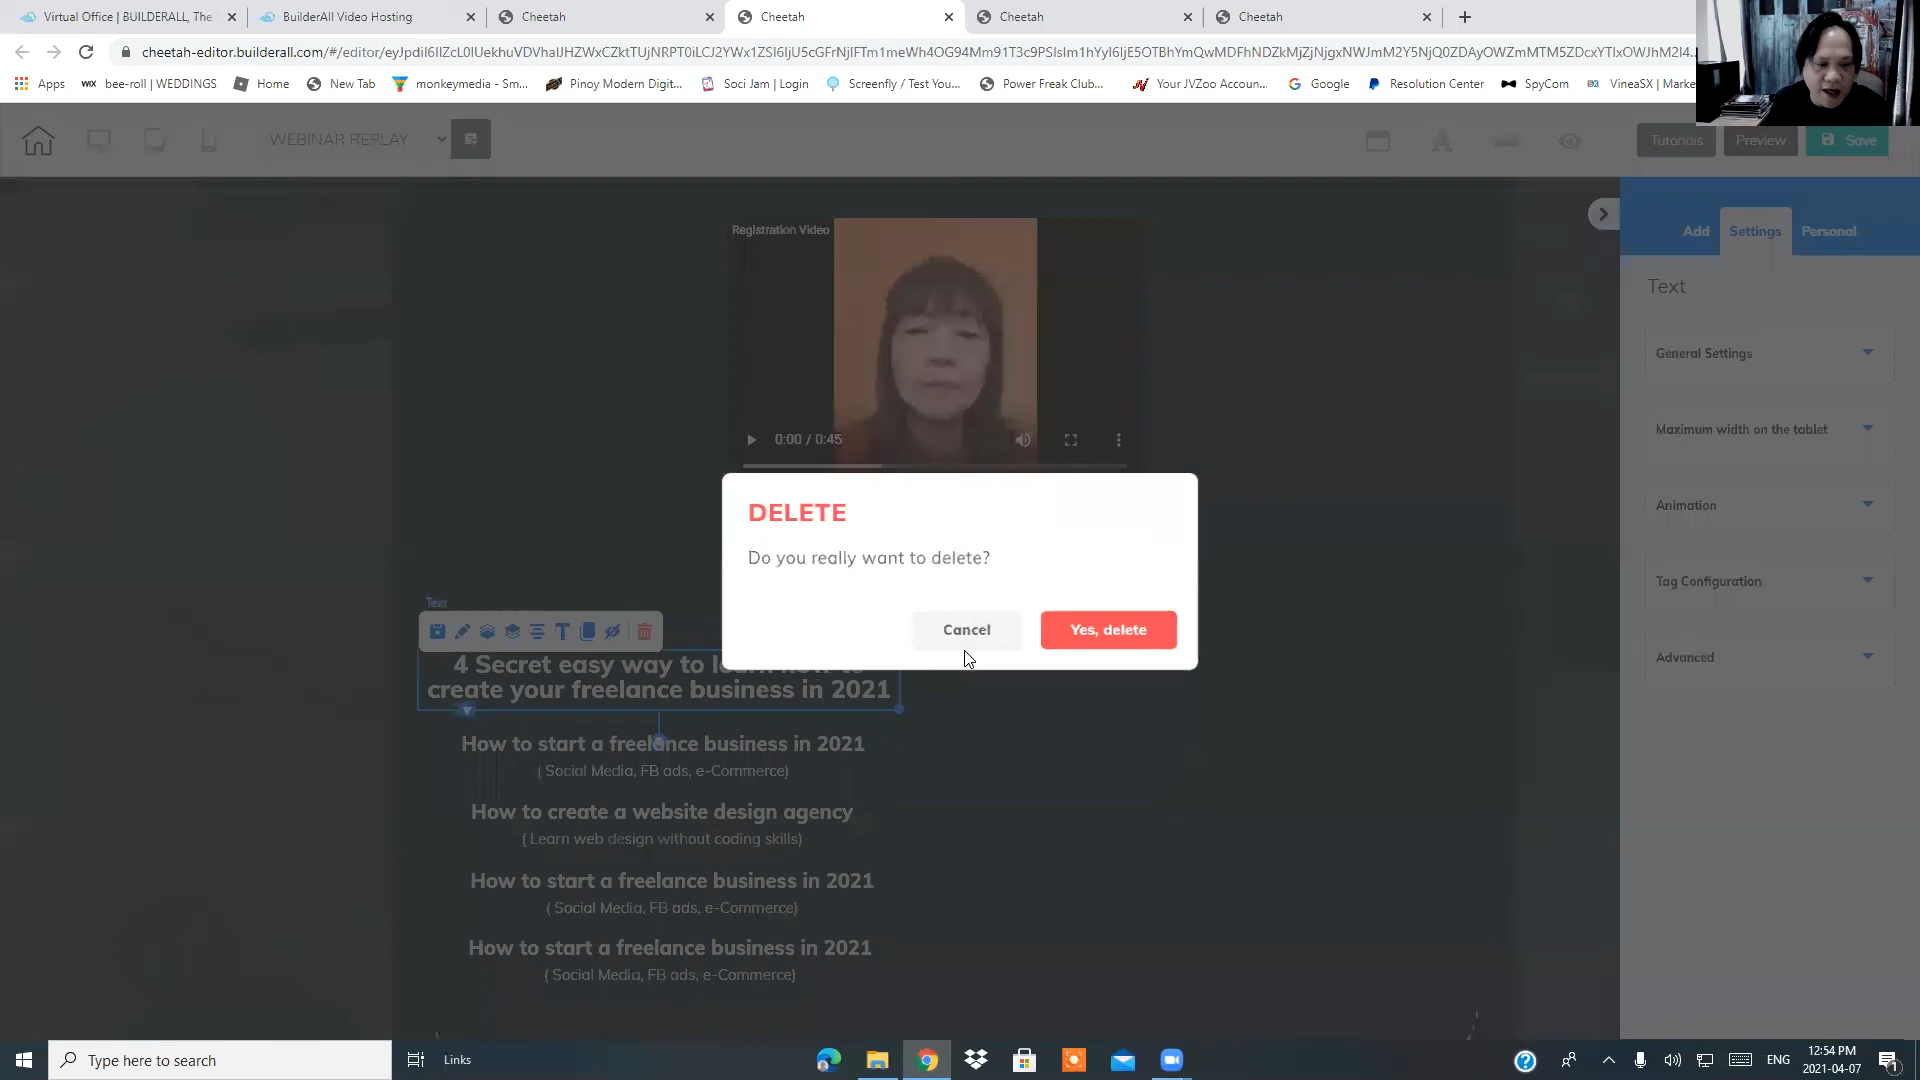 Virtual Office | BUILDERALL, The
BuilderAll Video Hosting
Cheetah
Cheetah
Cheetah
Cheetah
Apps
WIX bee-roll | WEDDINGS
Home
New Tab
monkeymedia - Sm...
Pinoy Modern Digit...
Soci Jam | Login
Screenfly / Test You...
Power Freak Club...
Your JVZoo Accoun...
Google
Resolution Center
SpyCom
VineaSX | Marke
WEBINAR REPLAY
Tutorials
Preview
Save
Registration Video
0:00 / 0:45
Add
Settings
Personal
Text
General Settings
Maximum width on the tablet
Animation
Tag Configuration
Advanced
DELETE
Do you really want to delete?
Cancel
Yes, delete
Text
4 Secret easy way to learn how to
create your freelance business in 2021
How to start a freelance business in 2021
( Social Media, FB ads, e-Commerce)
How to create a website design agency
( Learn web design without coding skills)
How to start a freelance business in 2021
( Social Media, FB ads, e-Commerce)
How to start a freelance business in 2021
( Social Media, FB ads, e-Commerce)
Type here to search
Links
ENG
12:54 PM
2021-04-07